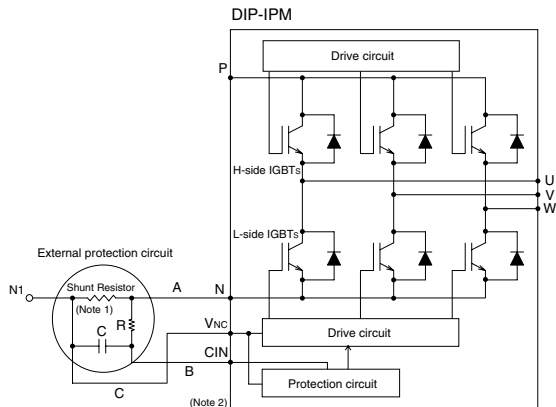 DIP-IPM
Drive circuit
P
H-side IGBTs
U
V
W
L-side IGBTs
External protection circuit
Shunt Resistor
A
N
N1
(Note 1)
VNC
R
C
Drive circuit
CIN
B
C
Protection circuit
(Note 2)